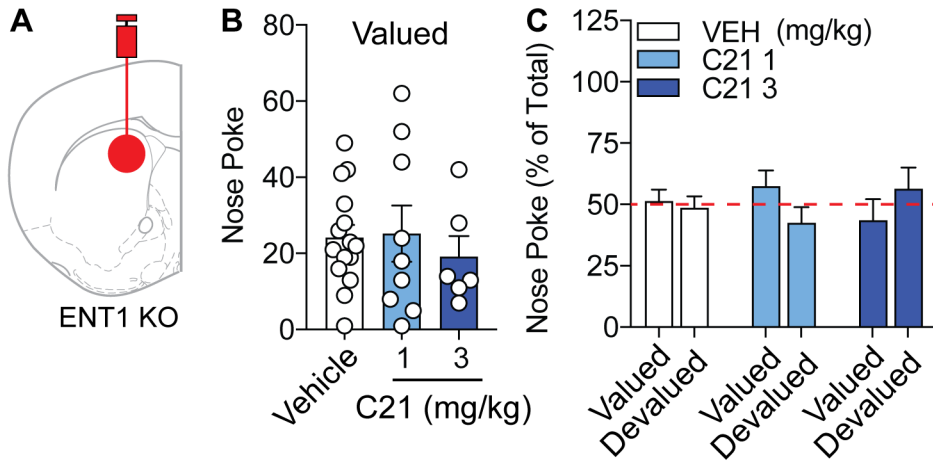 A
ENT1 KO
B
Valued
Nose Poke
80
60
40
20
0
Vehicle
1
3
C21 (mg/kg)
C
VEH (mg/kg)
C21 1
C21 3
Nose Poke (% of Total)
125
100
75
50
25
0
Valued
Devalued
Valued
Devalued
Valued
Devalued